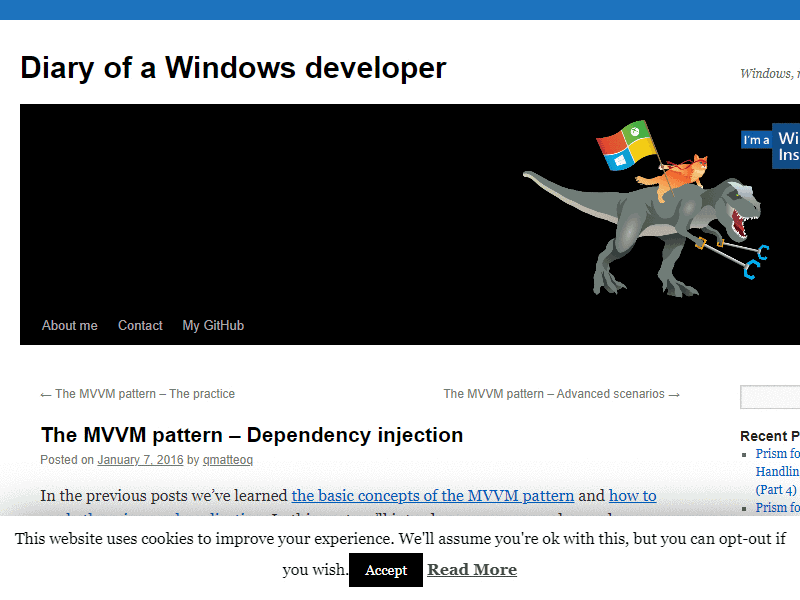 Diary of a Windows developer
Windows,
I'm a
About me Contact My GitHub
← The MVVM pattern – The practice
The MVVM pattern – Advanced scenarios →
The MVVM pattern – Dependency injection
Posted on January 7, 2016 by qmatteoq
In the previous posts we've learned the basic concepts of the MVVM pattern and how to
Recent P
Prism fo
Handlin
(Part 4)
Prism fo
This website uses cookies to improve your experience. We'll assume you're ok with this, but you can opt-out if
you wish. Accept Read More